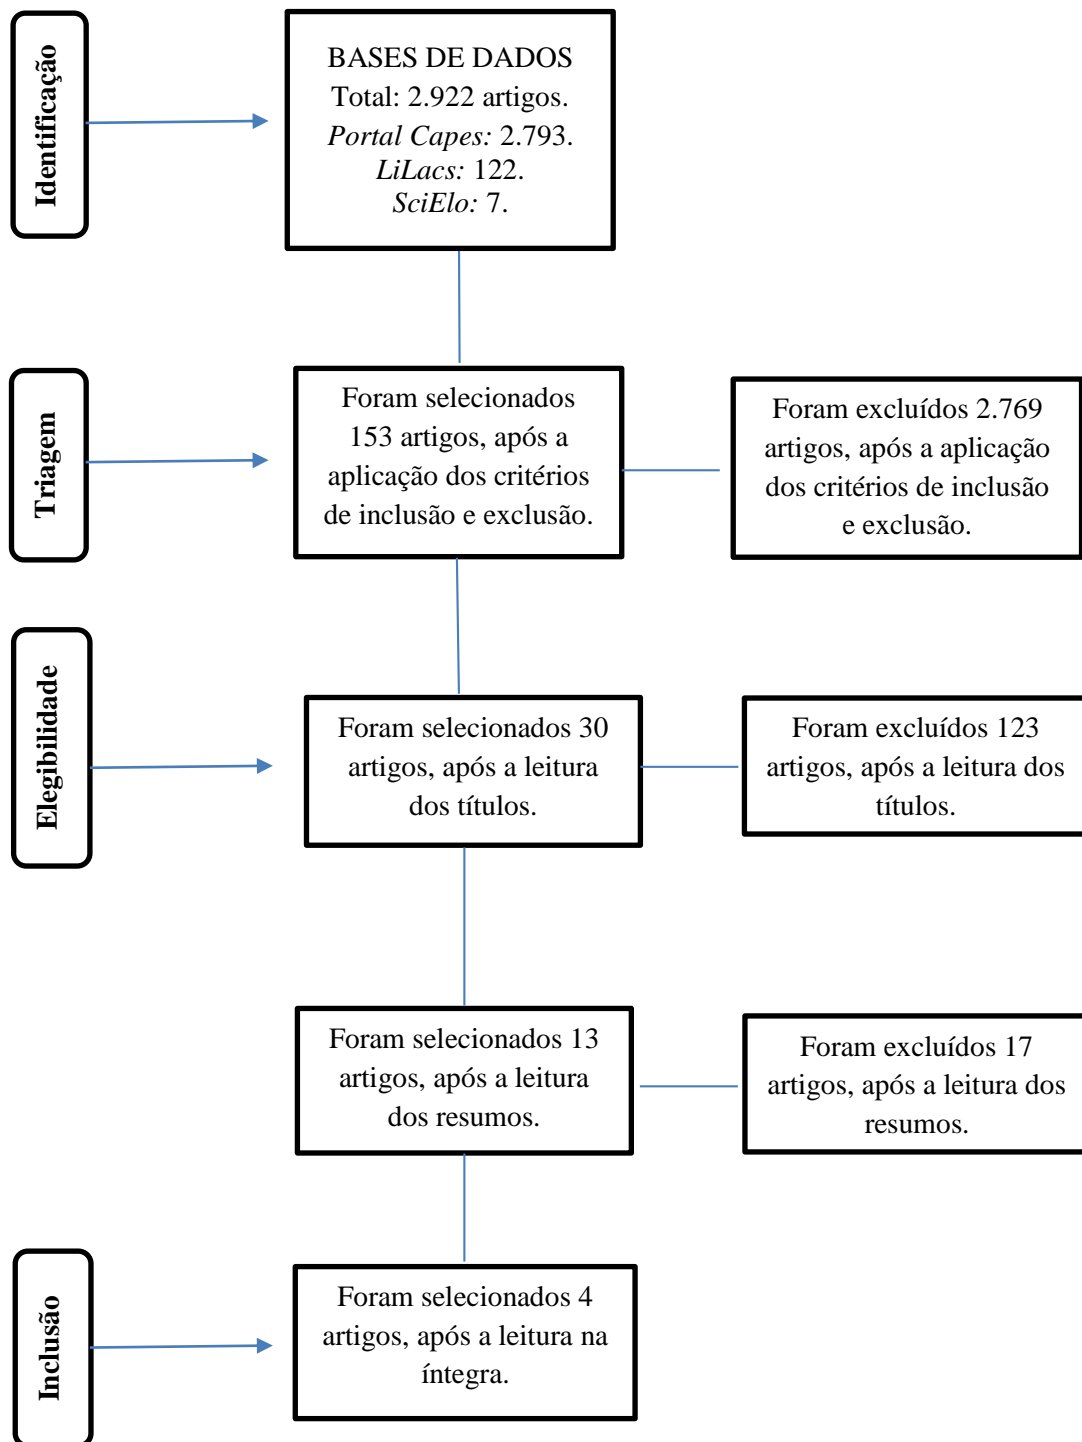 Identificação
BASES DE DADOS
Total: 2.922 artigos.
Portal Capes: 2.793.
LiLacs: 122.
SciElo: 7.
Triagem
Foram selecionados
153 artigos, após a
aplicação dos critérios
de inclusão e exclusão.
Foram excluídos 2.769
artigos, após a aplicação
dos critérios de inclusão
e exclusão.
Elegibilidade
Foram selecionados 30
artigos, após a leitura
dos títulos.
Foram excluídos 123
artigos, após a leitura dos
títulos.
Foram selecionados 13
artigos, após a leitura
dos resumos.
Foram excluídos 17
artigos, após a leitura dos
resumos.
Inclusão
Foram selecionados 4
artigos, após a leitura na
íntegra.